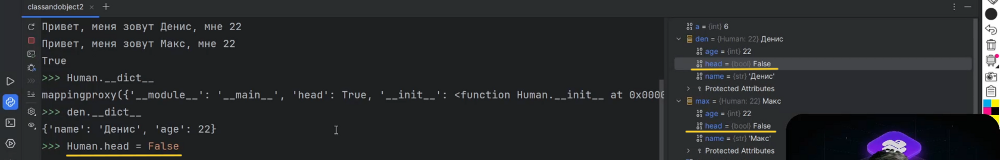 classandobject2
Привет, меня зовут Денис, мне 22
Привет, меня зовут Макс, мне 22
True
>>> Human.__dict__
mappingproxy({'__module__': '__main__', 'head': True, '__init__': <function Human.__init__ at 0x0000
>>> den.__dict__
{'name': 'Денис', 'age': 22}
>>> Human.head = False
a = {int} 6
den = {Human: 22} Денис
age = {int} 22
head = {bool} False
name = {str} 'Денис'
Protected Attributes
max = {Human: 22} Макс
age = {int} 22
head = {bool} False
name = {str} 'Макс'
Protected Attributes